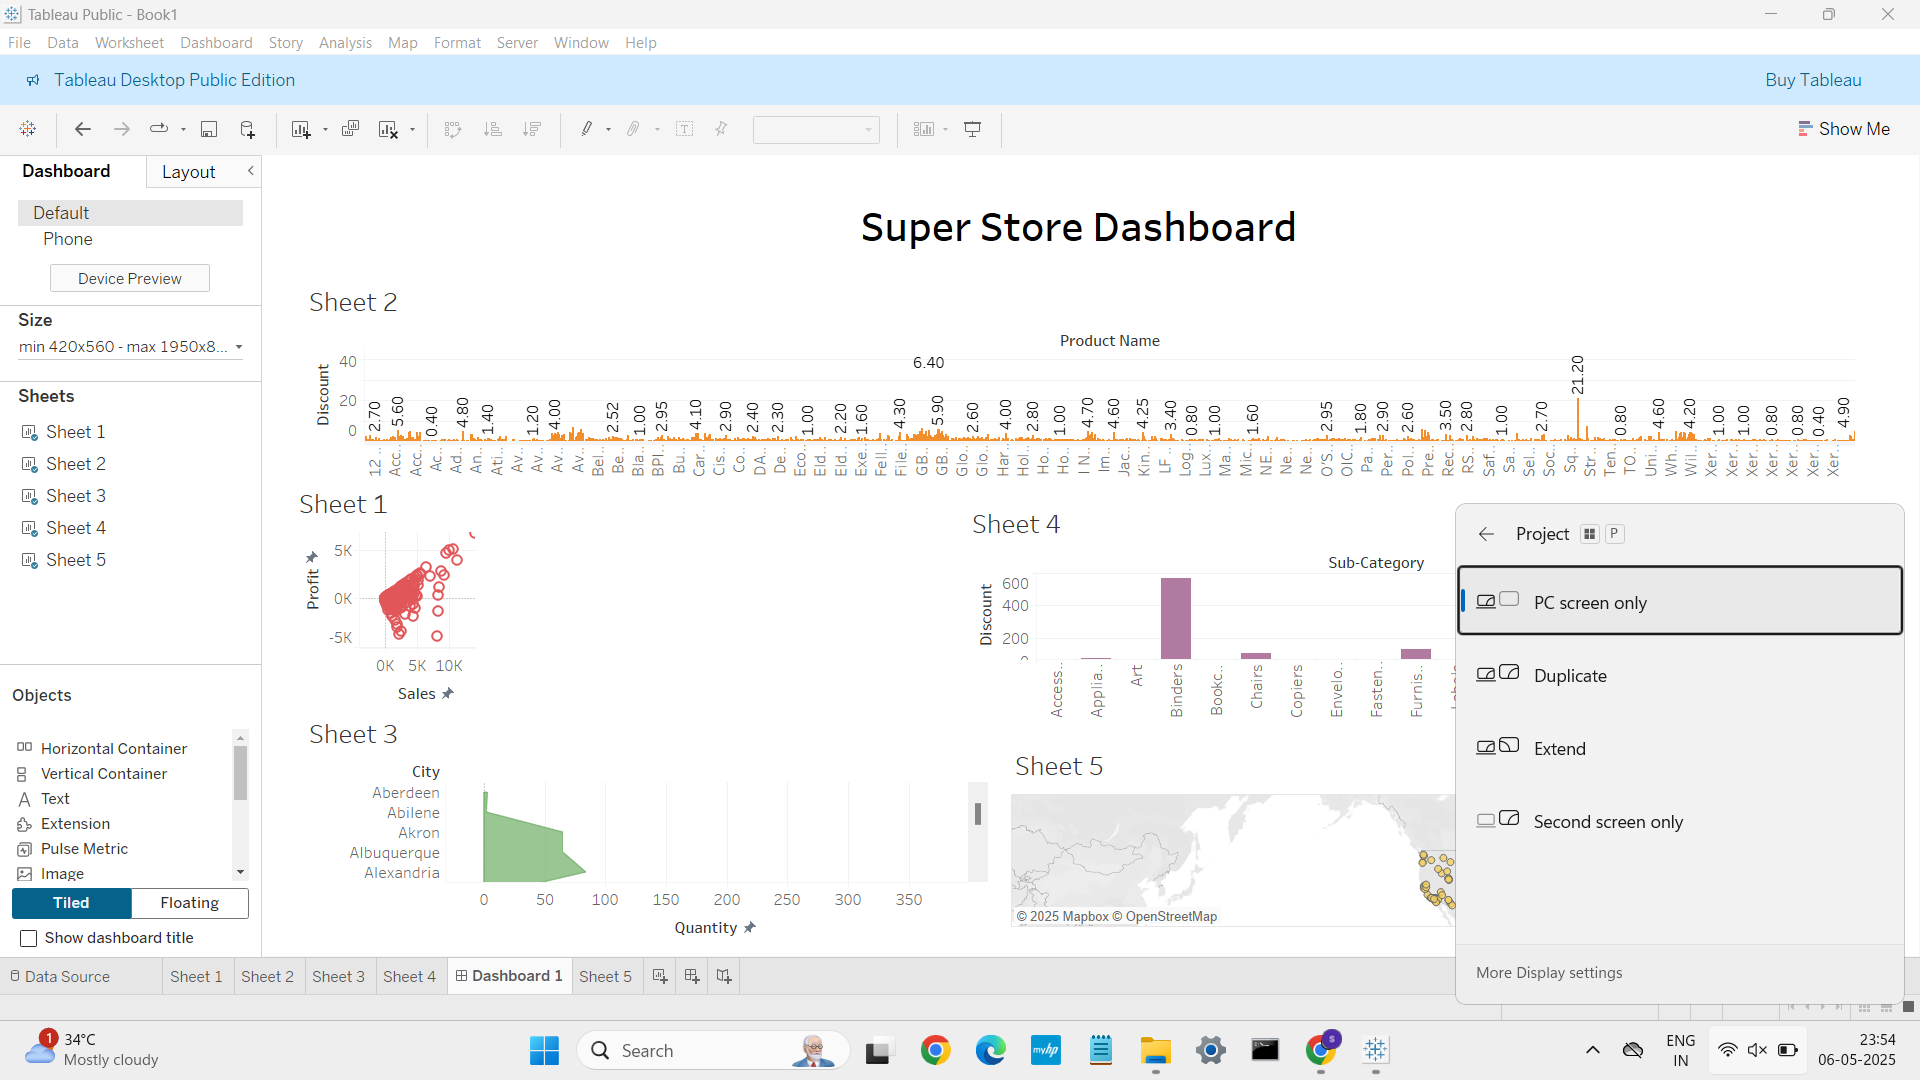 Tableau Public - Book1
File Data Worksheet Dashboard Story Analysis Map Format Server Window Help
Tableau Desktop Public Edition
Buy Tableau
Show Me
Dashboard
Layout
Default
Phone
Device Preview
Size
min 420x560 - max 1950x8...
Sheets
Sheet 1
Sheet 2
Sheet 3
Sheet 4
Sheet 5
Objects
Horizontal Container
Vertical Container
Text
Extension
Pulse Metric
Image
Tiled
Floating
Show dashboard title
Super Store Dashboard
Sheet 2
Product Name
Discount
40
20
0
6.40
2.70 5.60 0.40 4.80 1.40 1.20 4.00 2.52 1.00 2.95 4.10 2.90 2.40 2.30 1.00 2.20 1.60 4.30 5.90 2.60 4.00 2.80 1.00 4.70 4.60 4.25 3.40 0.80 1.00 1.60 2.95 1.80 2.90 2.60 3.50 2.80 1.00 2.70 21.20 0.80 4.60 4.20 1.00 1.00 0.80 0.80 0.40 4.90
12 .. Acc.. Acc.. Ac.. Ad.. An.. Ati.. Av.. Av.. Av.. Av.. Bel.. Be.. Bla.. BPI.. Bu.. Car.. Cis.. Co.. DA.. De.. Eco.. Eld.. Eld.. Exe.. Fell.. File.. GB.. GB.. Glo.. Glo.. Har.. Hol.. Ho.. Ho.. I N.. Im.. Jac.. Kin.. LF .. Log.. Lux.. Ma.. Mic.. NE.. Ne.. Ne.. O'S.. OIC.. Pa.. Per.. Pol.. Pre.. Rec.. RS.. Saf.. Sa.. Sel.. Soc.. Sq.. Str.. Ten.. TO.. Uni.. Wh.. Wil.. Xer.. Xer.. Xer.. Xer.. Xer.. Xer..
Sheet 1
Profit
5K
0K
-5K
0K 5K 10K
Sales
Sheet 4
Sub-Category
Discount
600
400
200
0
Access.. Applia.. Art Binders Bookc.. Chairs Copiers Envelo.. Fasten.. Furnis..
Sheet 3
City
Aberdeen
Abilene
Akron
Albuquerque
Alexandria
0 50 100 150 200 250 300 350
Quantity
Sheet 5
© 2025 Mapbox © OpenStreetMap
Project P
PC screen only
Duplicate
Extend
Second screen only
More Display settings
Data Source Sheet 1 Sheet 2 Sheet 3 Sheet 4 Dashboard 1 Sheet 5
1
34°C
Mostly cloudy
Search
myhp
s
ENG
IN
23:54
06-05-2025